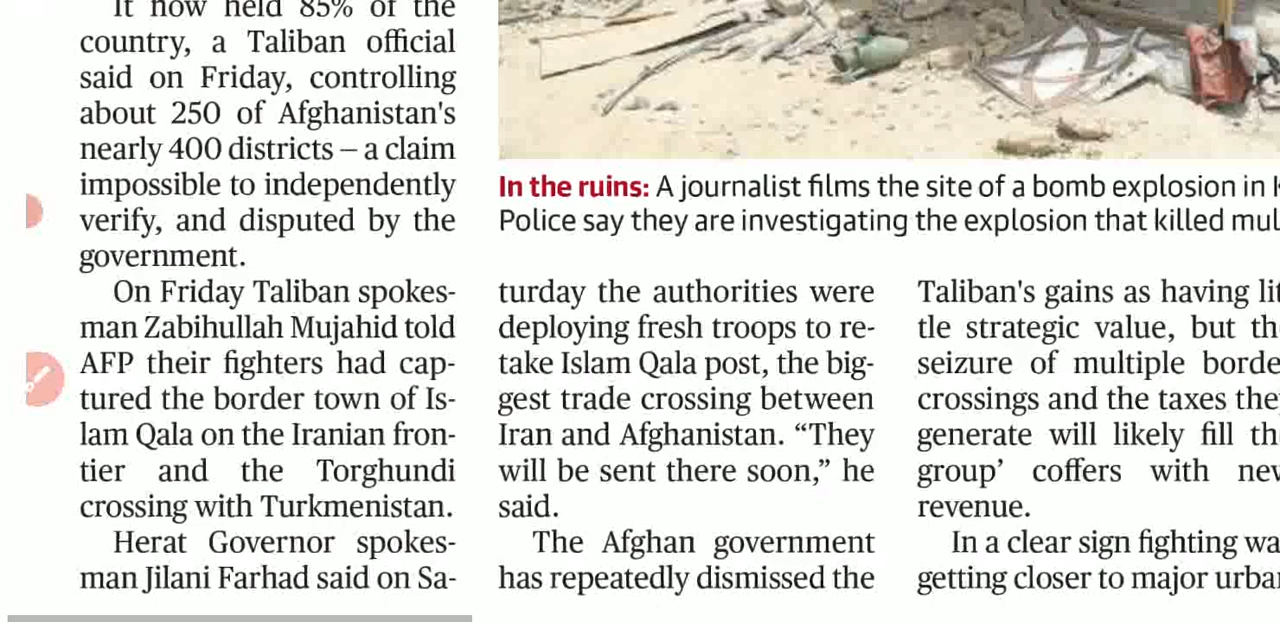 It now held 85% of the
country, a Taliban official
said on Friday, controlling
about 250 of Afghanistan's
nearly 400 districts – a claim
impossible to independently
verify, and disputed by the
government.
On Friday Taliban spokes-
man Zabihullah Mujahid told
AFP their fighters had cap-
tured the border town of Is-
lam Qala on the Iranian fron-
tier and the Torghundi
crossing with Turkmenistan.
Herat Governor spokes-
man Jilani Farhad said on Sa-
In the ruins: A journalist films the site of a bomb explosion in
Police say they are investigating the explosion that killed mul
turday the authorities were
deploying fresh troops to re-
take Islam Qala post, the big-
gest trade crossing between
Iran and Afghanistan. “They
will be sent there soon,” he
said.
The Afghan government
has repeatedly dismissed the
Taliban's gains as having lit
tle strategic value, but th
seizure of multiple borde
crossings and the taxes the
generate will likely fill th
group’ coffers with new
revenue.
In a clear sign fighting wa
getting closer to major urba